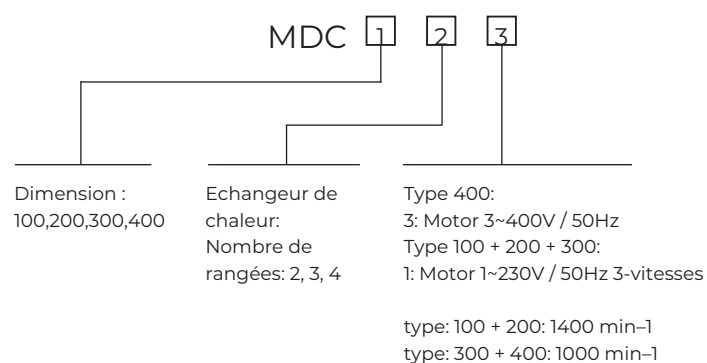 MDC 1 2 3
Dimension :
100,200,300,400
Echangeur de
chaleur:
Nombre de
rangées: 2, 3, 4
Type 400:
3: Motor 3~400V / 50Hz
Type 100 + 200 + 300:
1: Motor 1~230V / 50Hz 3-vitesses
type: 100 + 200: 1400 min–1
type: 300 + 400: 1000 min–1